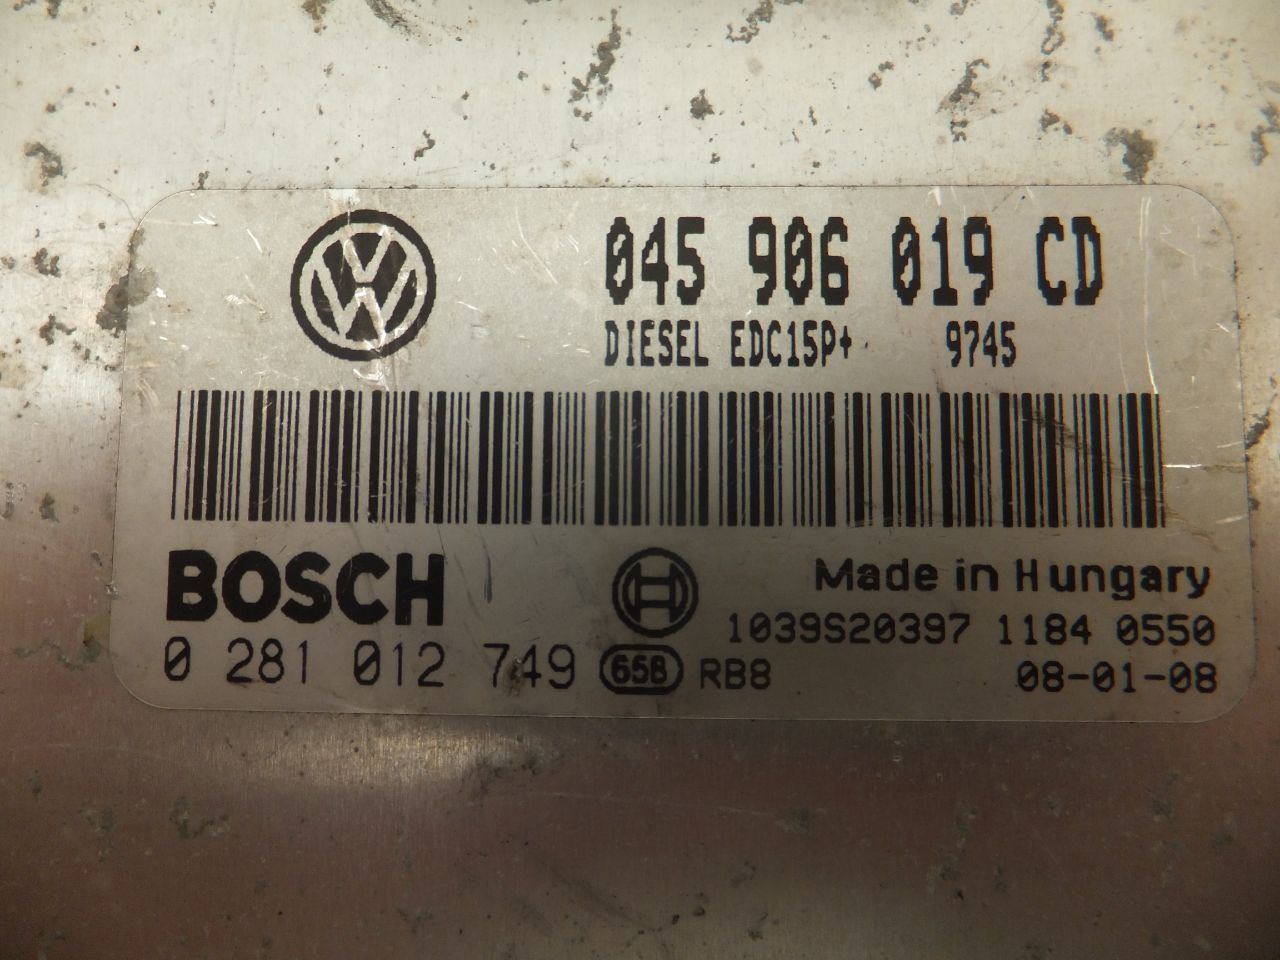 045 906 019 CD
DIESEL EDC15P+ 9745
BOSCH
Made in Hungary
1039S20397 1184 0550
0 281 012 749 658 RB8 08-01-08